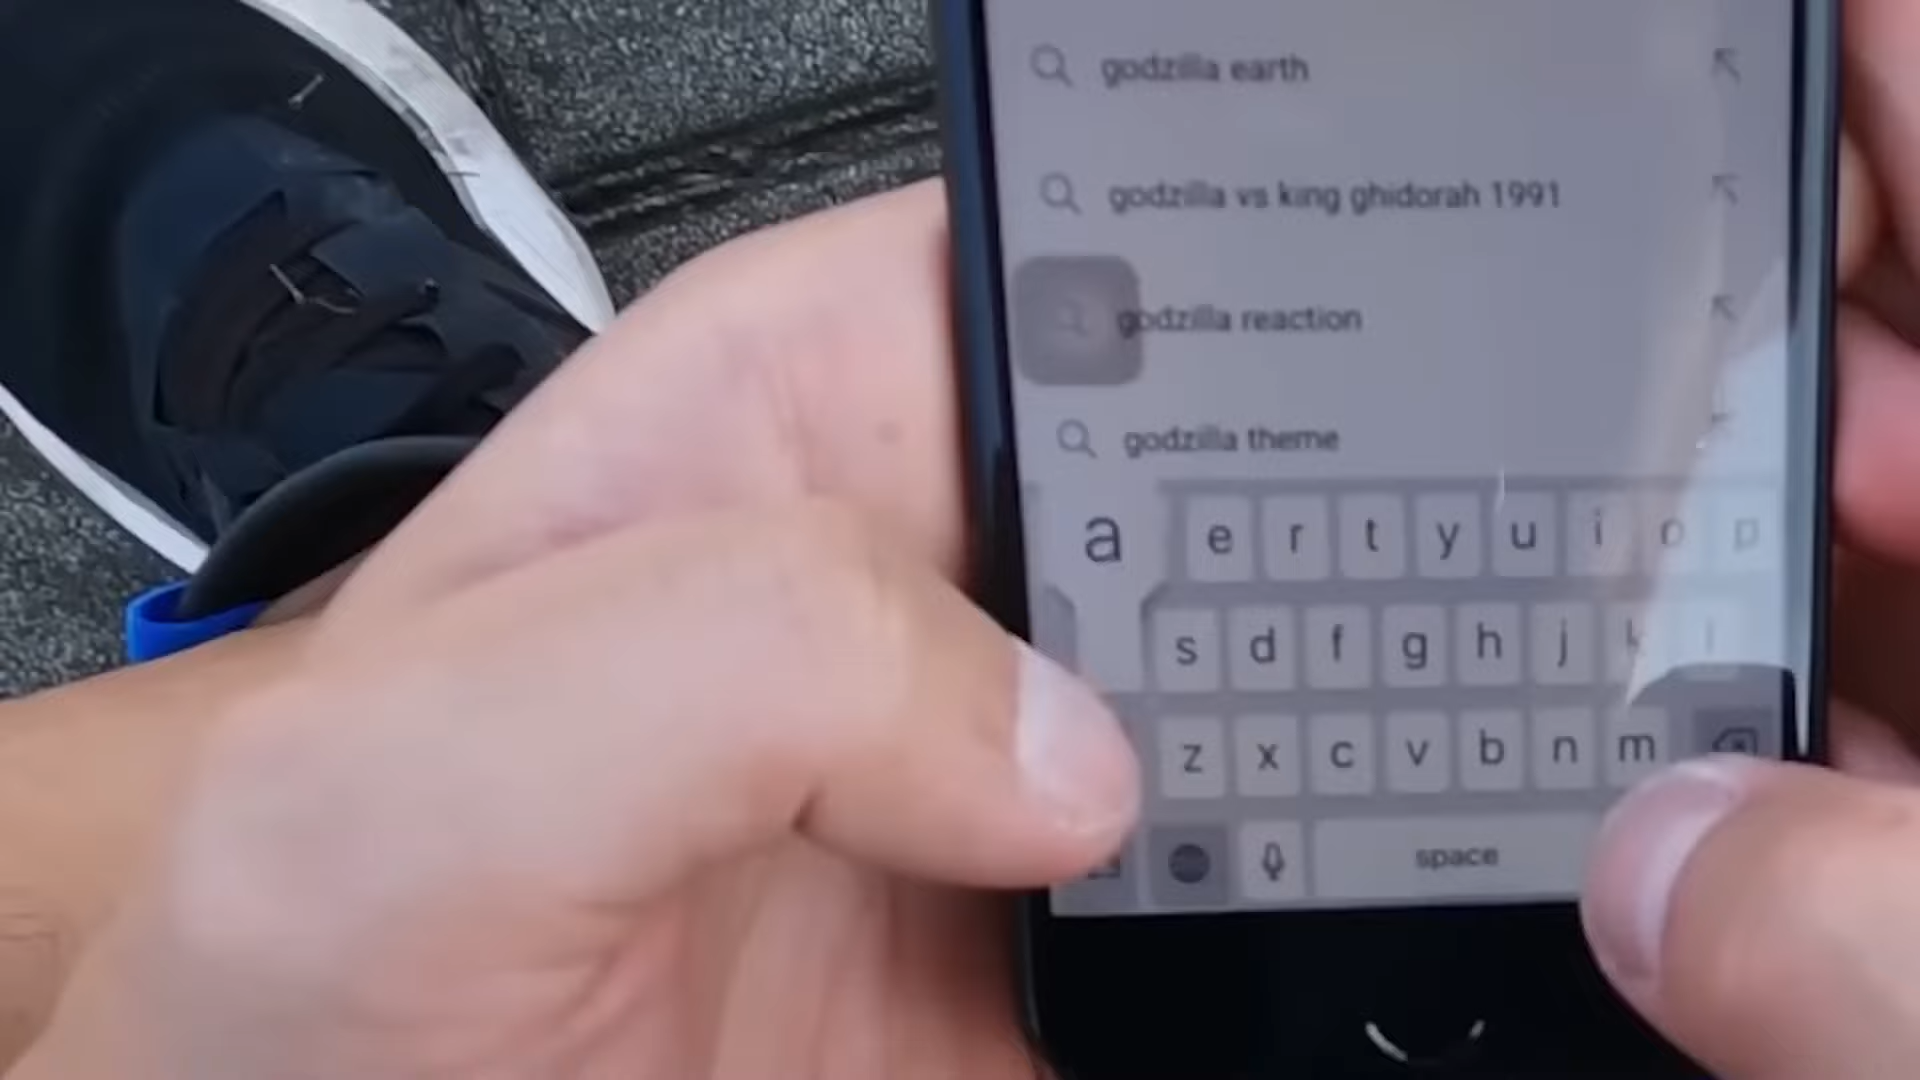 godzilla earth
godzilla vs king ghidorah 1991
godzilla reaction
godzilla theme
a e r t y u i o p
s d f g h j k l
z x c v b n m
space